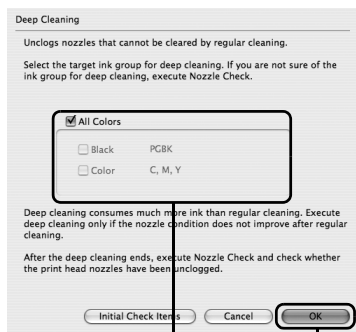 Deep Cleaning
Unclogs nozzles that cannot be cleared by regular cleaning.
Select the target ink group for deep cleaning. If you are not sure of the
ink group for deep cleaning, execute Nozzle Check.
All Colors
Black PGBK
Color C, M, Y
Deep cleaning consumes much more ink than regular cleaning. Execute
deep cleaning only if the nozzle condition does not improve after regular
cleaning.
After the deep cleaning ends, execute Nozzle Check and check whether
the print head nozzles have been unclogged.
Initial Check Items Cancel OK